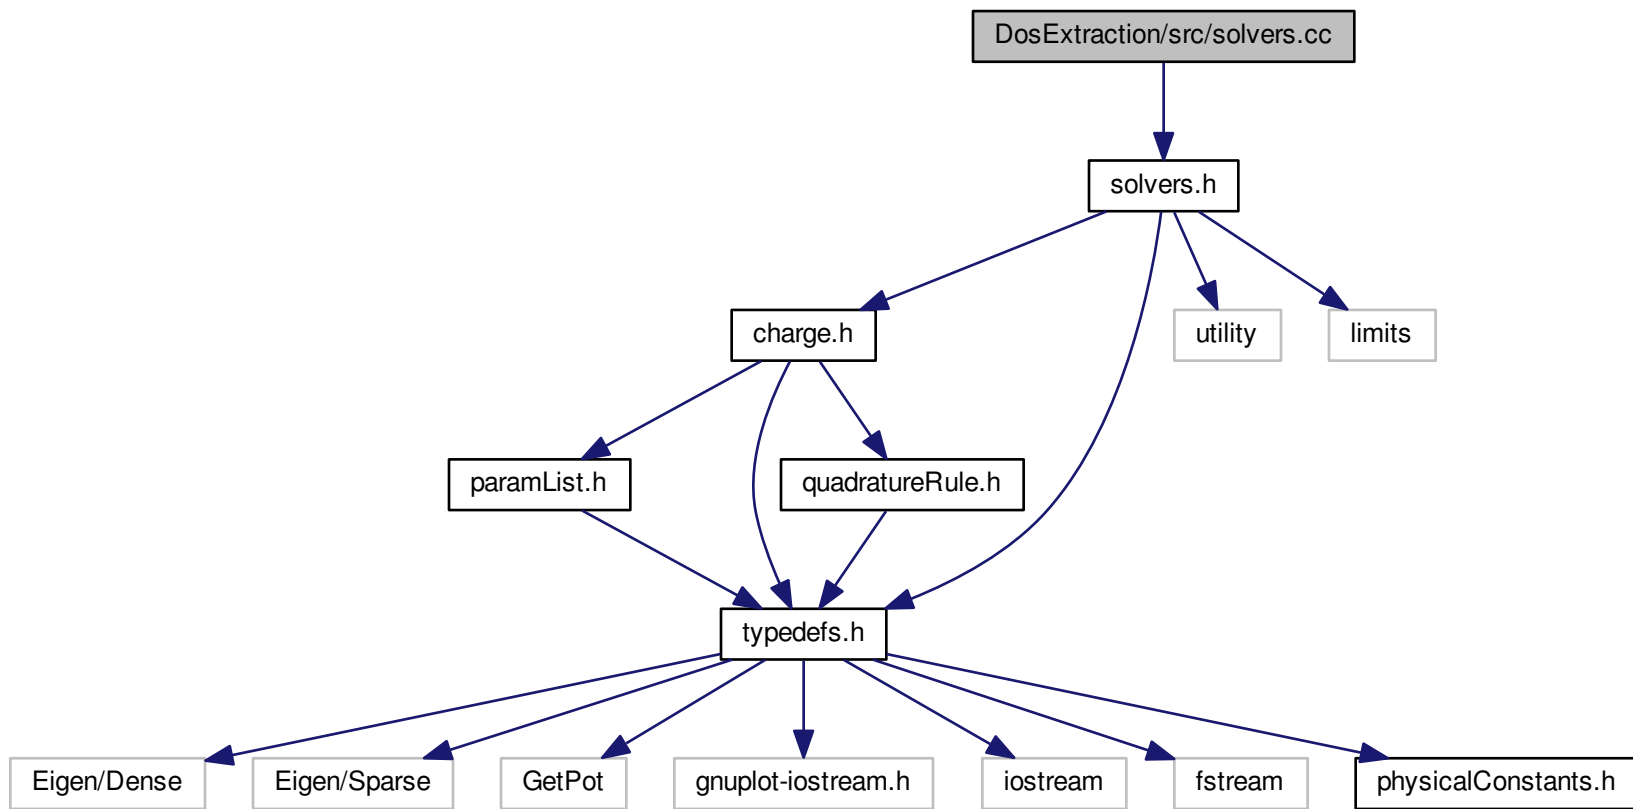 DosExtraction/src/solvers.cc
solvers.h
charge.h
utility
limits
paramList.h
quadratureRule.h
typedefs.h
Eigen/Dense
Eigen/Sparse
GetPot
gnuplot-iostream.h
iostream
fstream
physicalConstants.h